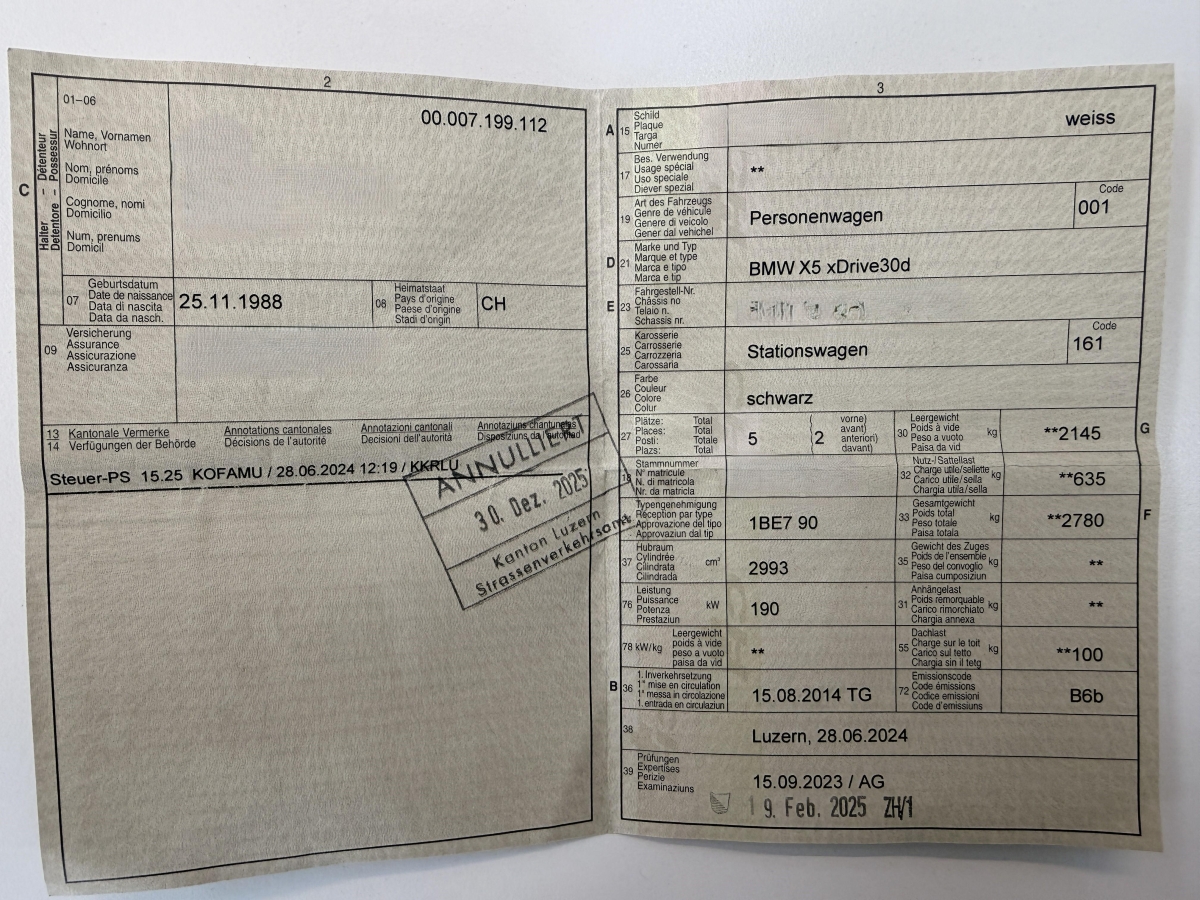 2
01-06
00.007.199.112
C
Halter - Détenteur
Detentore - Possessur
Name, Vornamen
Wohnort
Nom, prénoms
Domicile
Cognome, nomi
Domicilio
Num, prenums
Domicil
07
Geburtsdatum
Date de naissance
Data di nascita
Data da nasch.
25.11.1988
08
Heimatstaat
Pays d'origine
Paese d'origine
Stadi d'origin
CH
09
Versicherung
Assurance
Assicurazione
Assicuranza
13 Kantonale Vermerke Annotations cantonales Annotazioni cantonali Annotaziuns chantunalas
14 Verfügungen der Behörde Décisions de l'autorité Decisioni dell'autorità Disposiziuns da l'autoritad
Steuer-PS 15.25 KOFAMU / 28.06.2024 12:19 / KKRLU
ANNULLIERT
30. Dez. 2025
Kanton Luzern
Strassenverkehrsamt
3
A 15
Schild
Plaque
Targa
Numer
weiss
17
Bes. Verwendung
Usage spécial
Uso speciale
Diever spezial
**
19
Art des Fahrzeugs
Genre de véhicule
Genere di veicolo
Gener dal vehichel
Personenwagen
Code
001
D 21
Marke und Typ
Marque et type
Marca e tipo
Marca e tip
BMW X5 xDrive30d
E 23
Fahrgestell-Nr.
Châssis no
Telaio n.
Schassis nr.
25
Karosserie
Carrosserie
Carrozzeria
Carossaria
Stationswagen
Code
161
26
Farbe
Couleur
Colore
Colur
schwarz
27
Plätze: Total
Places: Total
Posti: Totale
Plazs: Total
5
(2
vorne)
avant)
anteriori)
davant)
30
Leergewicht
Poids à vide
Peso a vuoto
Paisa da vid
kg
**2145
G
18
Stammnummer
N° matricule
N. di matricola
Nr. da matricla
32
Nutz-/Sattellast
Charge utile/sellette
Carico utile/sella
Chargia utila/sella
kg
**635
Typengenehmigung
Réception par type
Approvazione del tipo
Approvaziun dal tip
1BE7 90
33
Gesamtgewicht
Poids total
Peso totale
Paisa totala
kg
**2780
F
37
Hubraum
Cylindrée
Cilindrata
Cilindrada
cm³
2993
35
Gewicht des Zuges
Poids de l'ensemble
Peso del convoglio
Paisa cumposiziun
kg
**
76
Leistung
Puissance
Potenza
Prestaziun
kW
190
31
Anhängelast
Poids remorquable
Carico rimorchiato
Chargia annexa
kg
**
78 kW/kg
Leergewicht
poids à vide
peso a vuoto
paisa da vid
**
55
Dachlast
Charge sur le toit
Carico sul tetto
Chargia sin il tetg
kg
**100
B 36
1. Inverkehrsetzung
1re mise en circulation
1a messa in circolazione
1. entrada en circulaziun
15.08.2014 TG
72
Emissionscode
Code émissions
Codice emissioni
Code d'emissiuns
B6b
38
Luzern, 28.06.2024
39
Prüfungen
Expertises
Perizie
Examinaziuns
15.09.2023 / AG
19. Feb. 2025 ZH/1